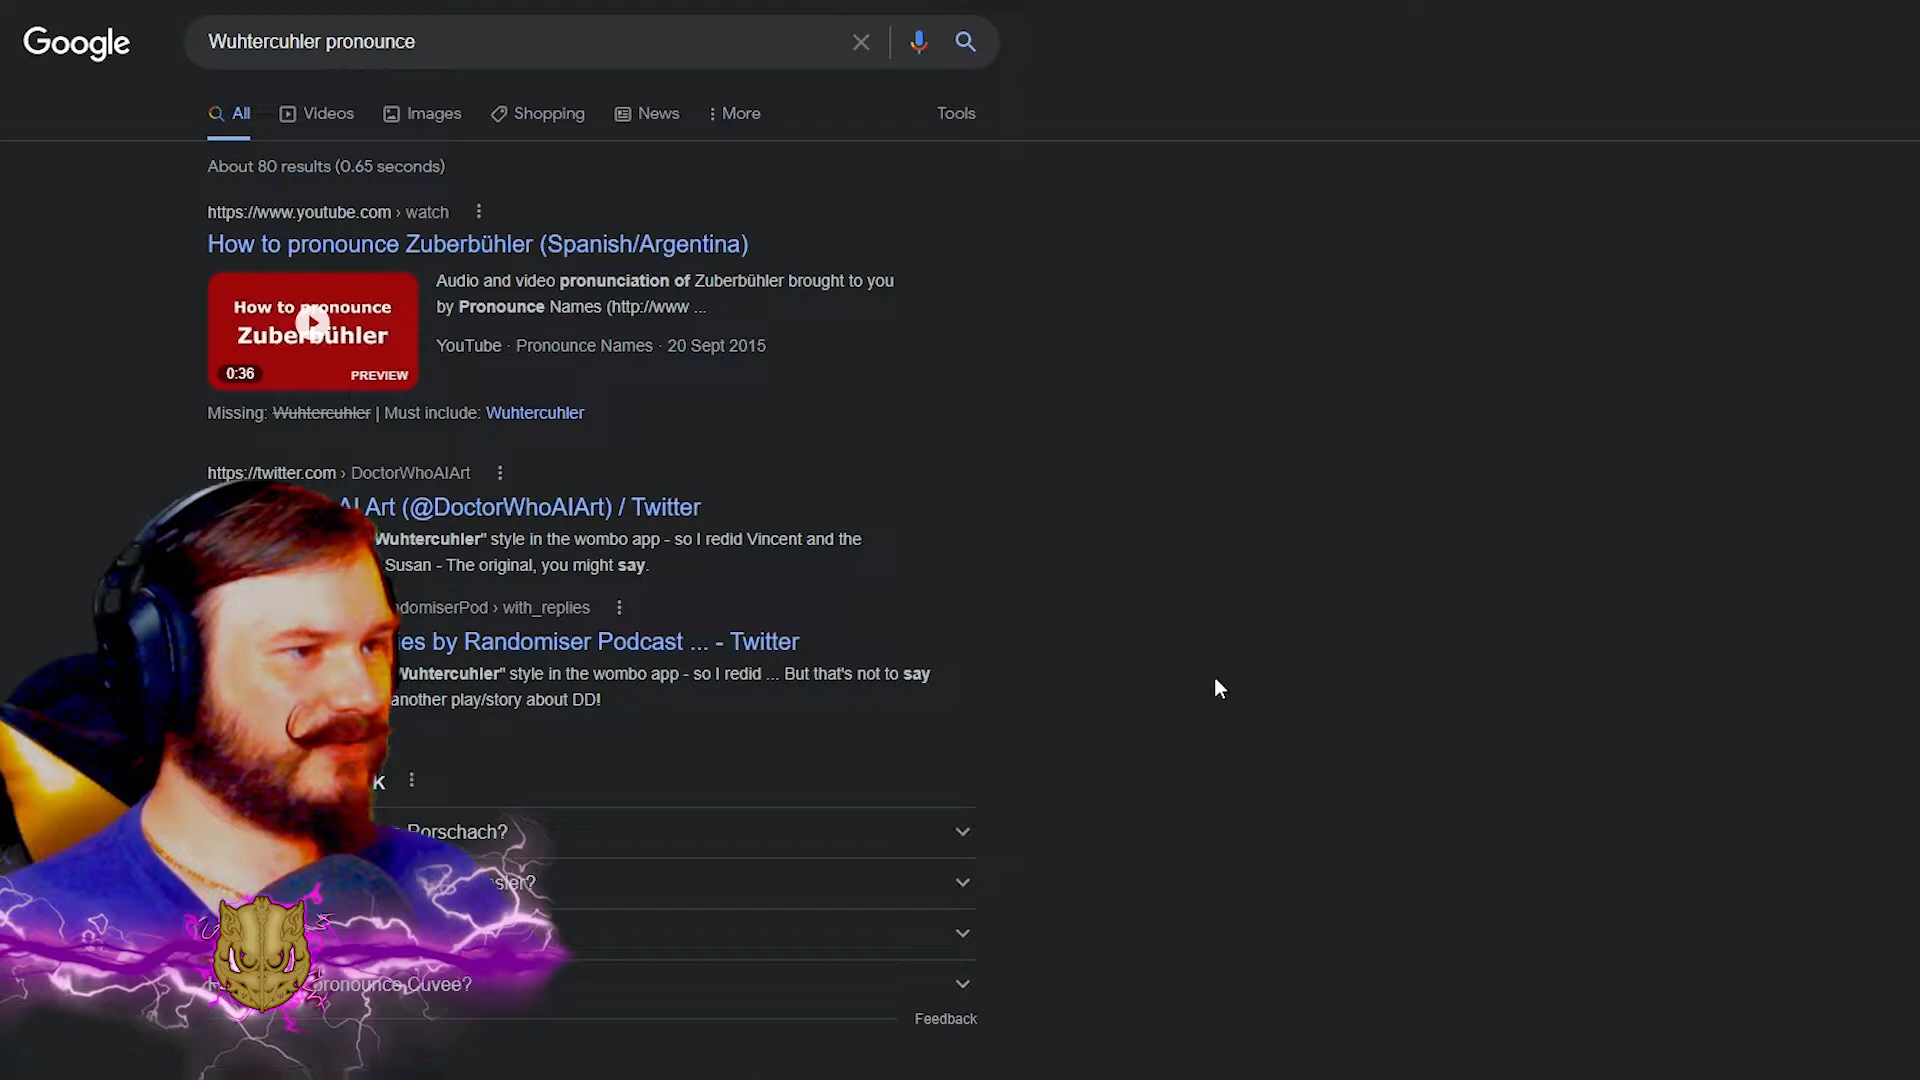 Google
Wuhtercuhler pronounce
All Videos Images Shopping News More Tools
About 80 results (0.65 seconds)
https://www.youtube.com › watch
How to pronounce Zuberbühler (Spanish/Argentina)
How to pronounce
Zuberbühler
0:36 PREVIEW
Audio and video pronunciation of Zuberbühler brought to you
by Pronounce Names (http://www ...
YouTube · Pronounce Names · 20 Sept 2015
Missing: Wuhtercuhler | Must include: Wuhtercuhler
https://twitter.com › DoctorWhoAIArt
AI Art (@DoctorWhoAIArt) / Twitter
Wuhtercuhler" style in the wombo app - so I redid Vincent and the
Susan - The original, you might say.
› with_replies
by Randomiser Podcast ... - Twitter
Wuhtercuhler" style in the wombo app - so I redid ... But that's not to say
another play/story about DD!
Rorschach?
pronounce Cuvee?
Feedback